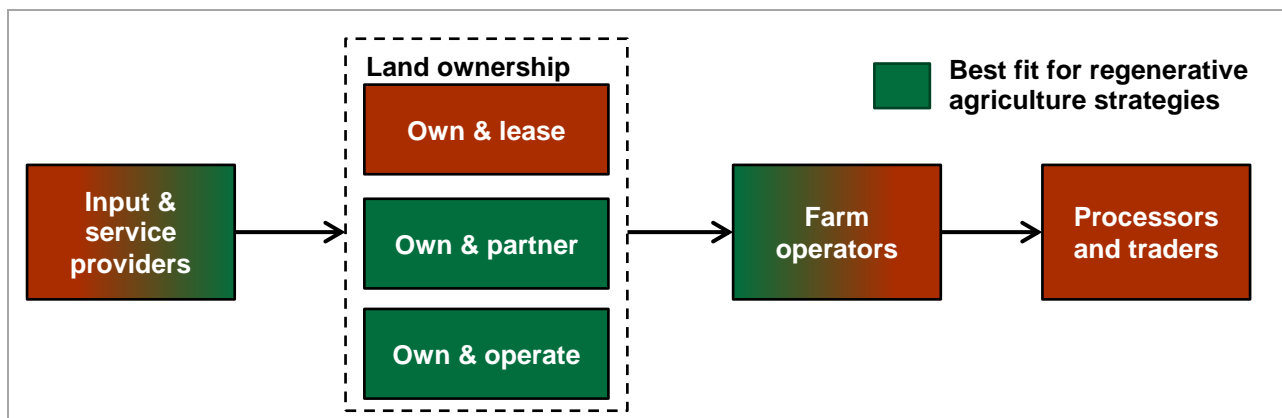 Land ownership
Own & lease
Own & partner
Own & operate
Input &
service
providers
Farm
operators
Processors
and traders
Best fit for regenerative
agriculture strategies